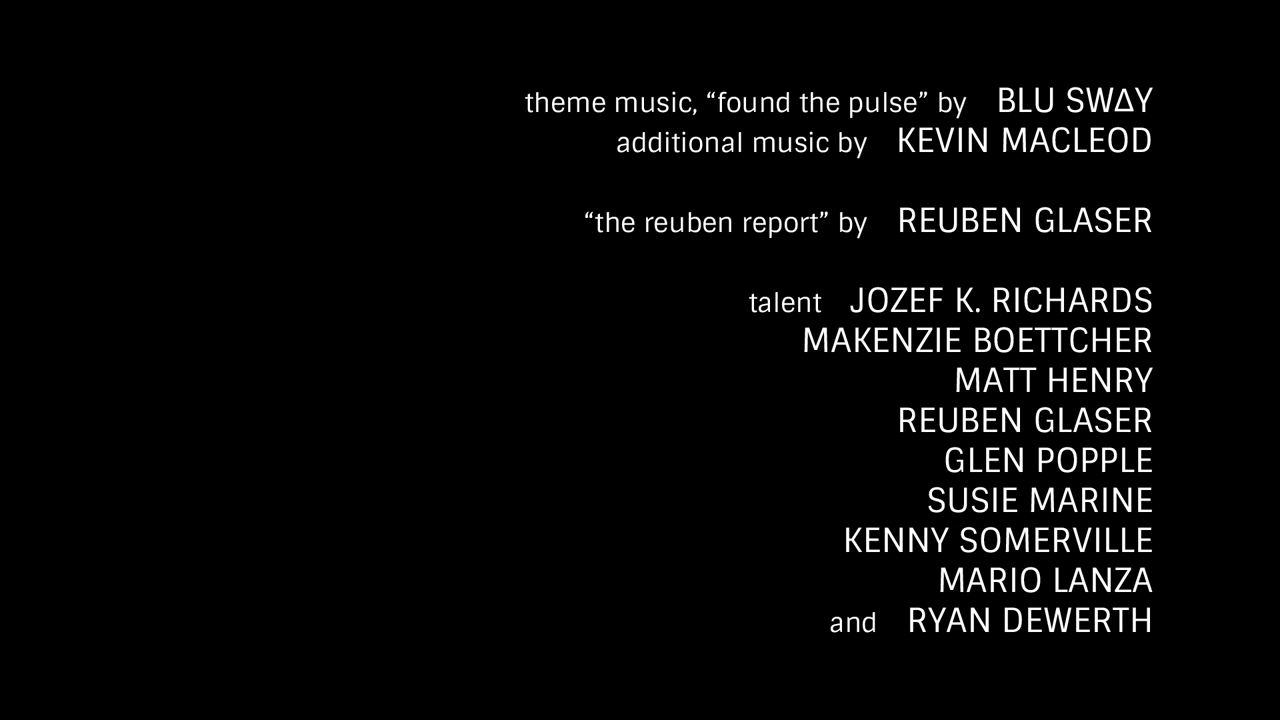 theme music, “found the pulse” by BLU SWΔY
additional music by KEVIN MACLEOD
“the reuben report” by REUBEN GLASER
talent JOZEF K. RICHARDS
MAKENZIE BOETTCHER
MATT HENRY
REUBEN GLASER
GLEN POPPLE
SUSIE MARINE
KENNY SOMERVILLE
MARIO LANZA
and RYAN DEWERTH